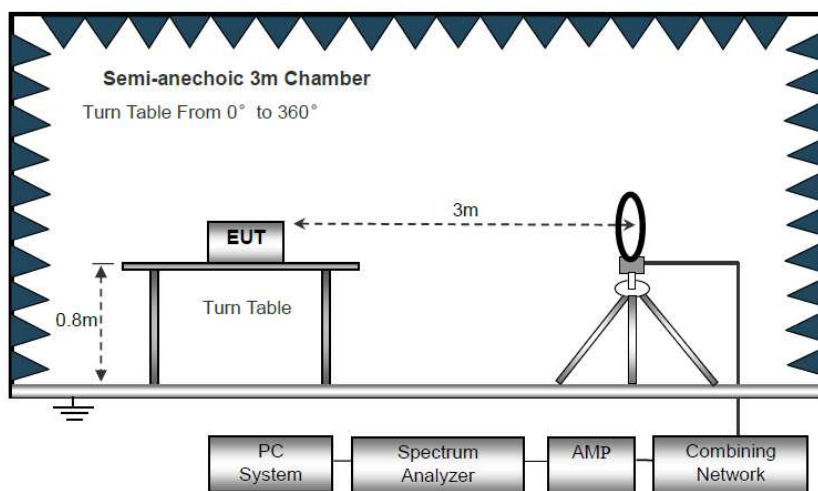 Semi-anechoic 3m Chamber
Turn Table From 0° to 360°
3m
EUT
Turn Table
0.8m
PC
System
Spectrum
Analyzer
AMP
Combining
Network